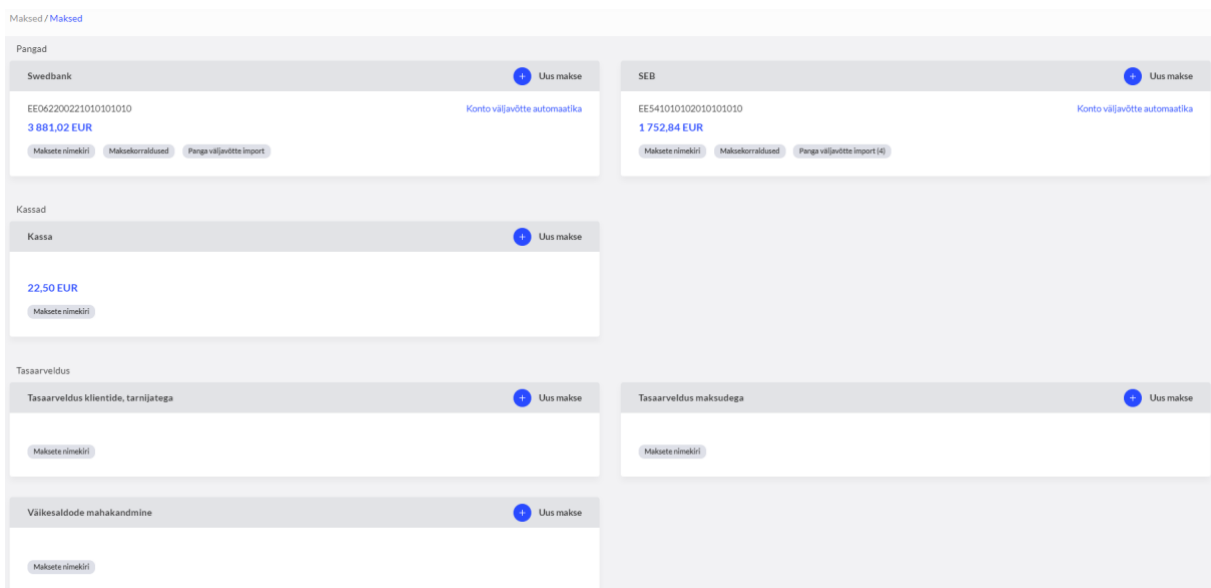 Maksed / Maksed
Pangad
Swedbank
+ Uus makse
EE062200221010101010
Konto väljavõtte automaatika
3 881,02 EUR
Maksete nimekiri
Maksekorraldused
Panga väljavõtte import
SEB
+ Uus makse
EE541010102010101010
Konto väljavõtte automaatika
1 752,84 EUR
Maksete nimekiri
Maksekorraldused
Panga väljavõtte import (4)
Kassad
Kassa
+ Uus makse
22,50 EUR
Maksete nimekiri
Tasaarveldus
Tasaarveldus klientide, tarnijatega
+ Uus makse
Maksete nimekiri
Tasaarveldus maksudega
+ Uus makse
Maksete nimekiri
Väikesaldode mahakandmine
+ Uus makse
Maksete nimekiri